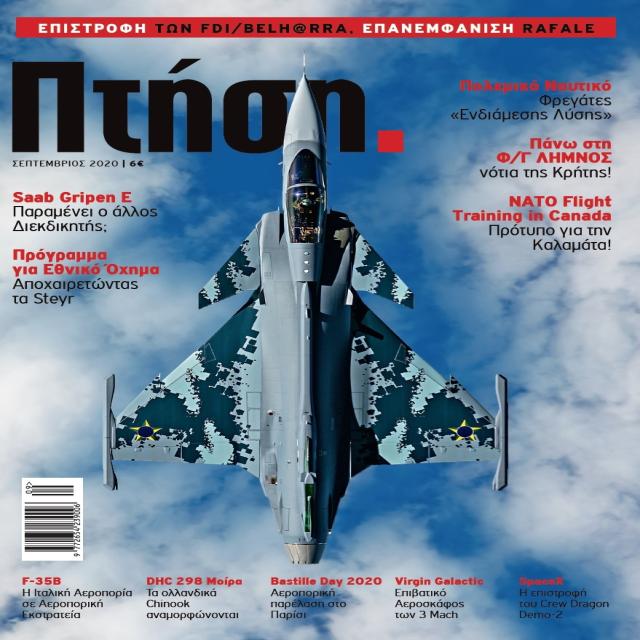 ΕΠΙΣΤΡΟΦΗ ΤΩΝ FDI/BELH@RRA, ΕΠΑΝΕΜΦΑΝΙΣΗ RAFALE
Πτήση.
ΣΕΠΤΕΜΒΡΙΟΣ 2020 | 6€
Saab Gripen E
Παραμένει ο άλλος
Διεκδικητής;
Πρόγραμμα
για Εθνικό Όχημα
Αποχαιρετώντας
τα Steyr
Πολεμικό Ναυτικό
Φρεγάτες
«Ενδιάμεσης Λύσης»
Πάνω στη
Φ/Γ ΛΗΜΝΟΣ
νότια της Κρήτης!
NATO Flight
Training in Canada
Πρότυπο για την
Καλαμάτα!
09>
9 772654 239006
F-35B
Η Ιταλική Αεροπορία
σε Αεροπορική
Εκστρατεία
DHC 298 Μοίρα
Τα ολλανδικά
Chinook
αναμορφώνονται
Bastille Day 2020
Αεροπορική
παρέλαση στο
Παρίσι
Virgin Galactic
Επιβατικό
Αεροσκάφος
των 3 Mach
SpaceX
Η επιστροφή
του Crew Dragon
Demo-2